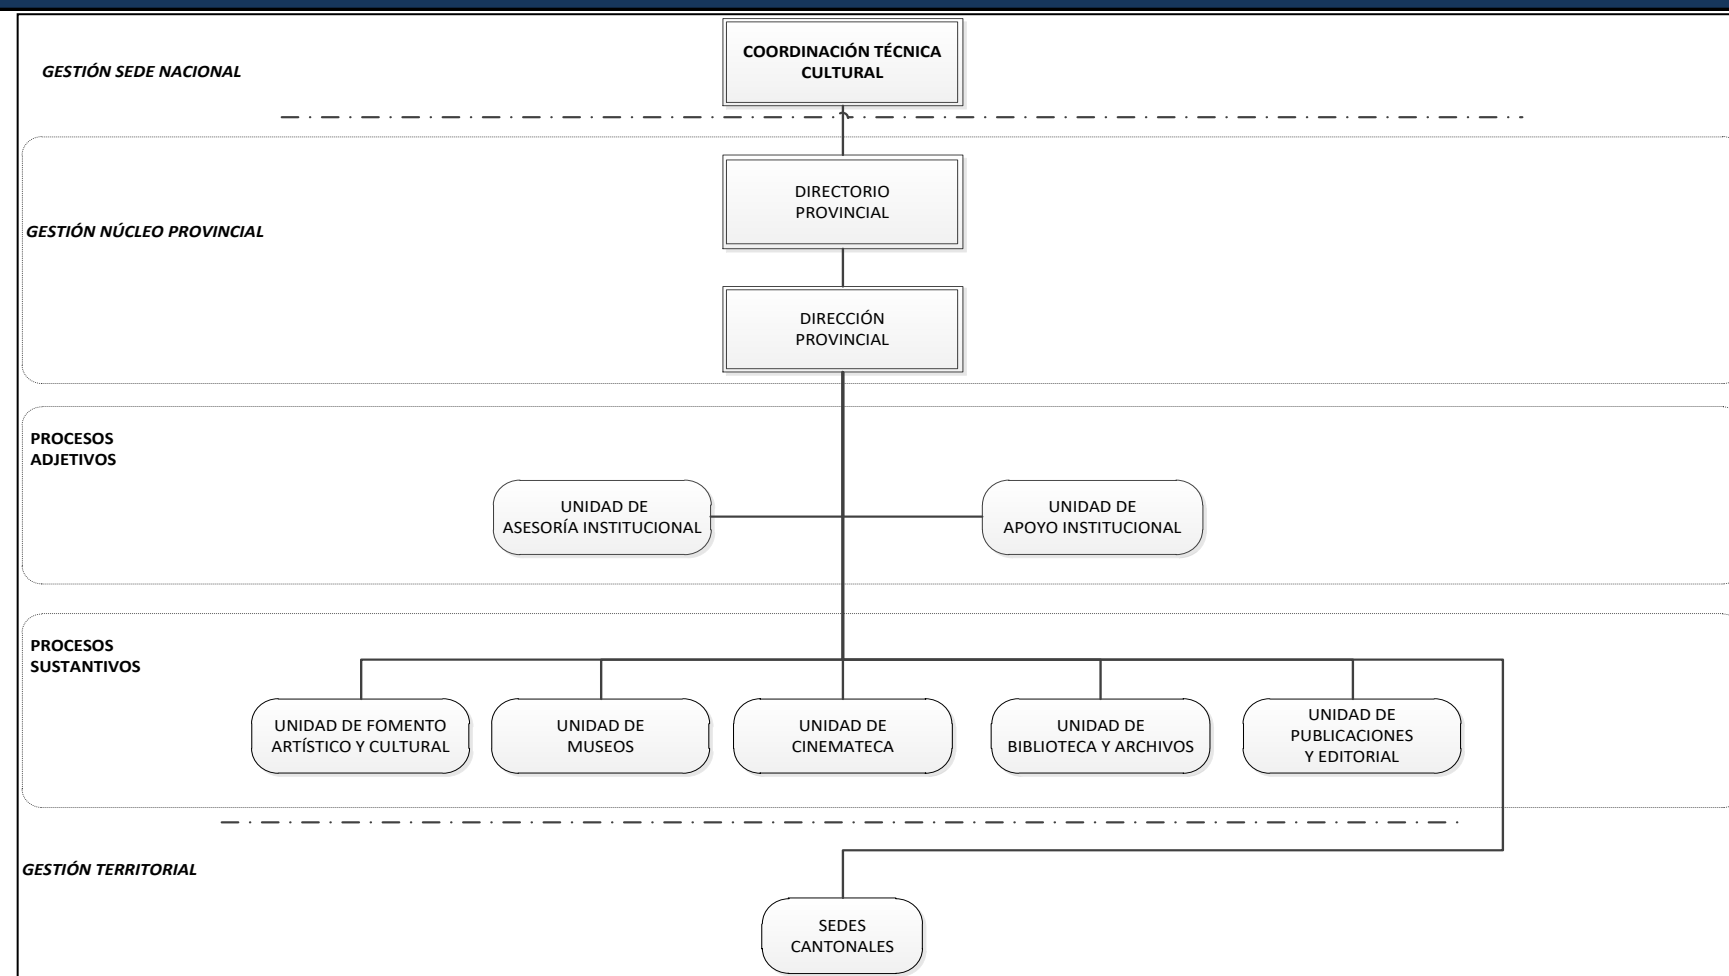 COORDINACIÓN TÉCNICA
CULTURAL
GESTIÓN SEDE NACIONAL
DIRECTORIO
PROVINCIAL
GESTIÓN NÚCLEO PROVINCIAL
DIRECCIÓN
PROVINCIAL
PROCESOS
ADJETIVOS
UNIDAD DE
ASESORÍA INSTITUCIONAL
UNIDAD DE
APOYO INSTITUCIONAL
PROCESOS
SUSTANTIVOS
UNIDAD DE FOMENTO
ARTÍSTICO Y CULTURAL
UNIDAD DE
MUSEOS
UNIDAD DE
CINEMATECA
UNIDAD DE
BIBLIOTECA Y ARCHIVOS
UNIDAD DE
PUBLICACIONES
Y EDITORIAL
GESTIÓN TERRITORIAL
SEDES
CANTONALES